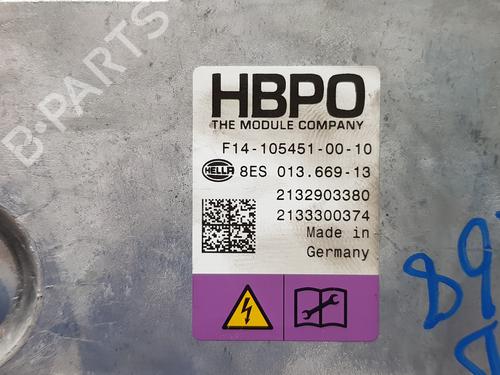 B-PARTS
HBPO
THE MODULE COMPANY
F14-105451-00-10
HELLA 8ES 013.669-13
2132903380
2133300374
Made in
Germany
89